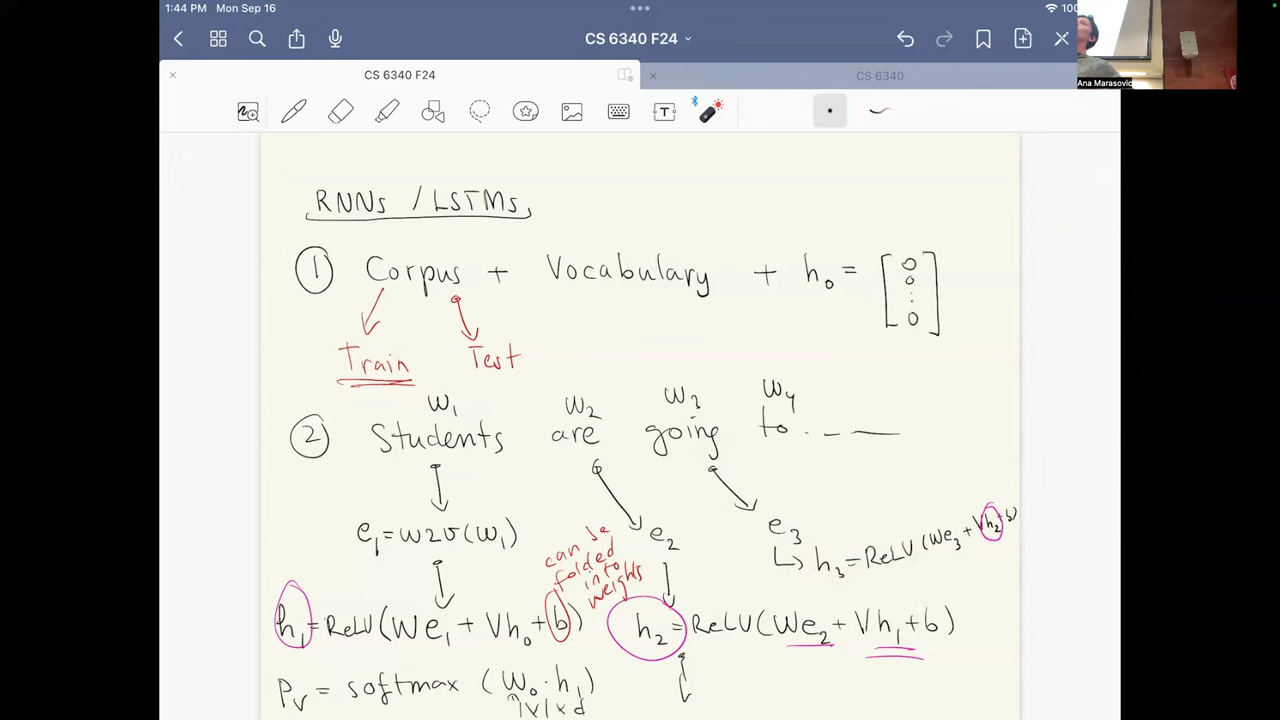 1:44 PM Mon Sep 16
CS 6340 F24
Ana Marasovic
CS 6340 F24
CS 6340
RNNs / LSTMs
① Corpus + Vocabulary + h₀ = [0 0 ⋮ 0]
Train Test
w₁ w₂ w₃ w₄
② Students are going to . _ __
e₁ = w2v(w₁) e₂ e₃
can be folded into weights
↳ h₃ = ReLU(We₃ + Vh₂ + b)
h₁ = ReLU(We₁ + Vh₀ + b) h₂ = ReLU(We₂ + Vh₁ + b)
Pᵥ = softmax (W₀ · h₁)
|V| x d